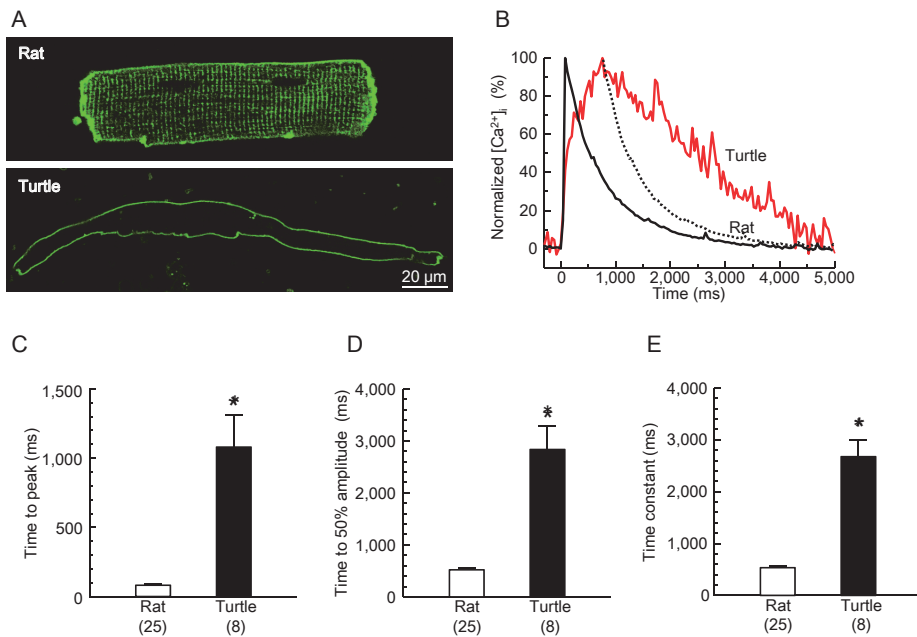 A
Rat
Turtle
20 µm
B
Normalized [Ca²⁺]ᵢ (%)
100
80
60
40
20
0
Turtle
Rat
0 1,000 2,000 3,000 4,000 5,000
Time (ms)
C
Time to peak (ms)
1,500
1,000
500
0
*
Rat Turtle
(25) (8)
D
Time to 50% amplitude (ms)
4,000
3,000
2,000
1,000
0
*
Rat Turtle
(25) (8)
E
Time constant (ms)
4,000
3,000
2,000
1,000
0
*
Rat Turtle
(25) (8)